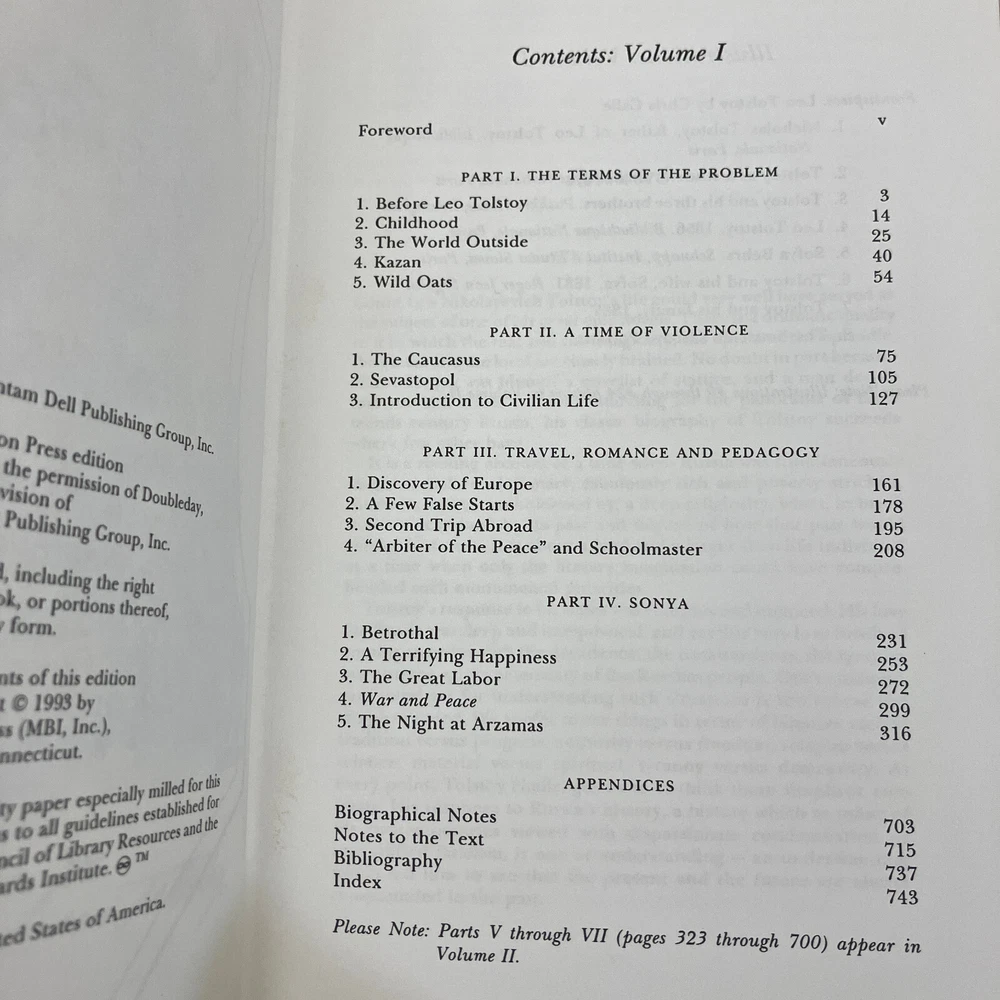 ntam Dell Publishing Group, Inc.
on Press edition
the permission of Doubleday,
vision of
Publishing Group, Inc.
, including the right
ok, or portions thereof,
form.
nts of this edition
© 1993 by
ss (MBI, Inc.),
nnecticut.
ty paper especially milled for this
s to all guidelines established for
ncil of Library Resources and the
ards Institute. ♾ ™
ted States of America.
Contents: Volume I
Foreword v
PART I. THE TERMS OF THE PROBLEM
1. Before Leo Tolstoy 3
2. Childhood 14
3. The World Outside 25
4. Kazan 40
5. Wild Oats 54
PART II. A TIME OF VIOLENCE
1. The Caucasus 75
2. Sevastopol 105
3. Introduction to Civilian Life 127
PART III. TRAVEL, ROMANCE AND PEDAGOGY
1. Discovery of Europe 161
2. A Few False Starts 178
3. Second Trip Abroad 195
4. “Arbiter of the Peace” and Schoolmaster 208
PART IV. SONYA
1. Betrothal 231
2. A Terrifying Happiness 253
3. The Great Labor 272
4. War and Peace 299
5. The Night at Arzamas 316
APPENDICES
Biographical Notes 703
Notes to the Text 715
Bibliography 737
Index 743
Please Note: Parts V through VII (pages 323 through 700) appear in
Volume II.